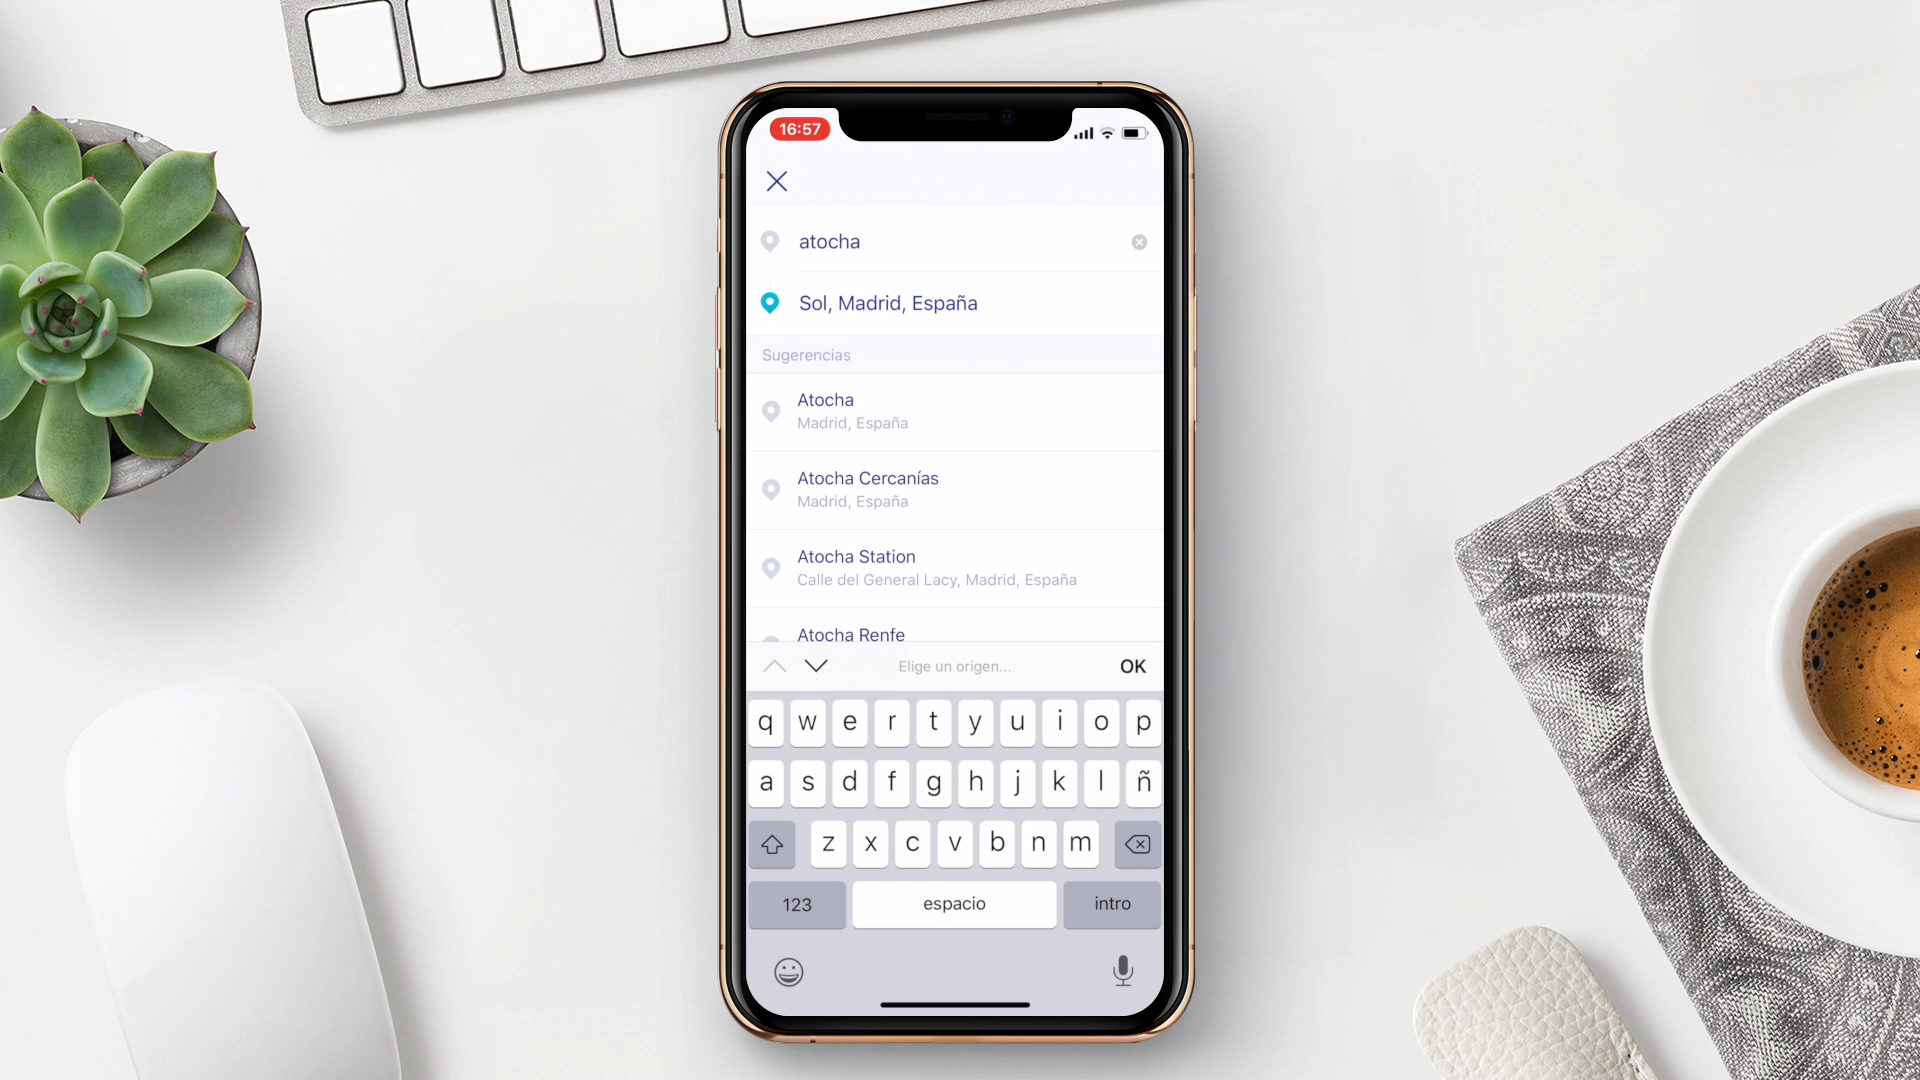 16:57
atocha
Sol, Madrid, España
Sugerencias
Atocha
Madrid, España
Atocha Cercanías
Madrid, España
Atocha Station
Calle del General Lacy, Madrid, España
Atocha Renfe
Elige un origen...
OK
q w e r t y u i o p
a s d f g h j k l ñ
z x c v b n m
123 espacio intro